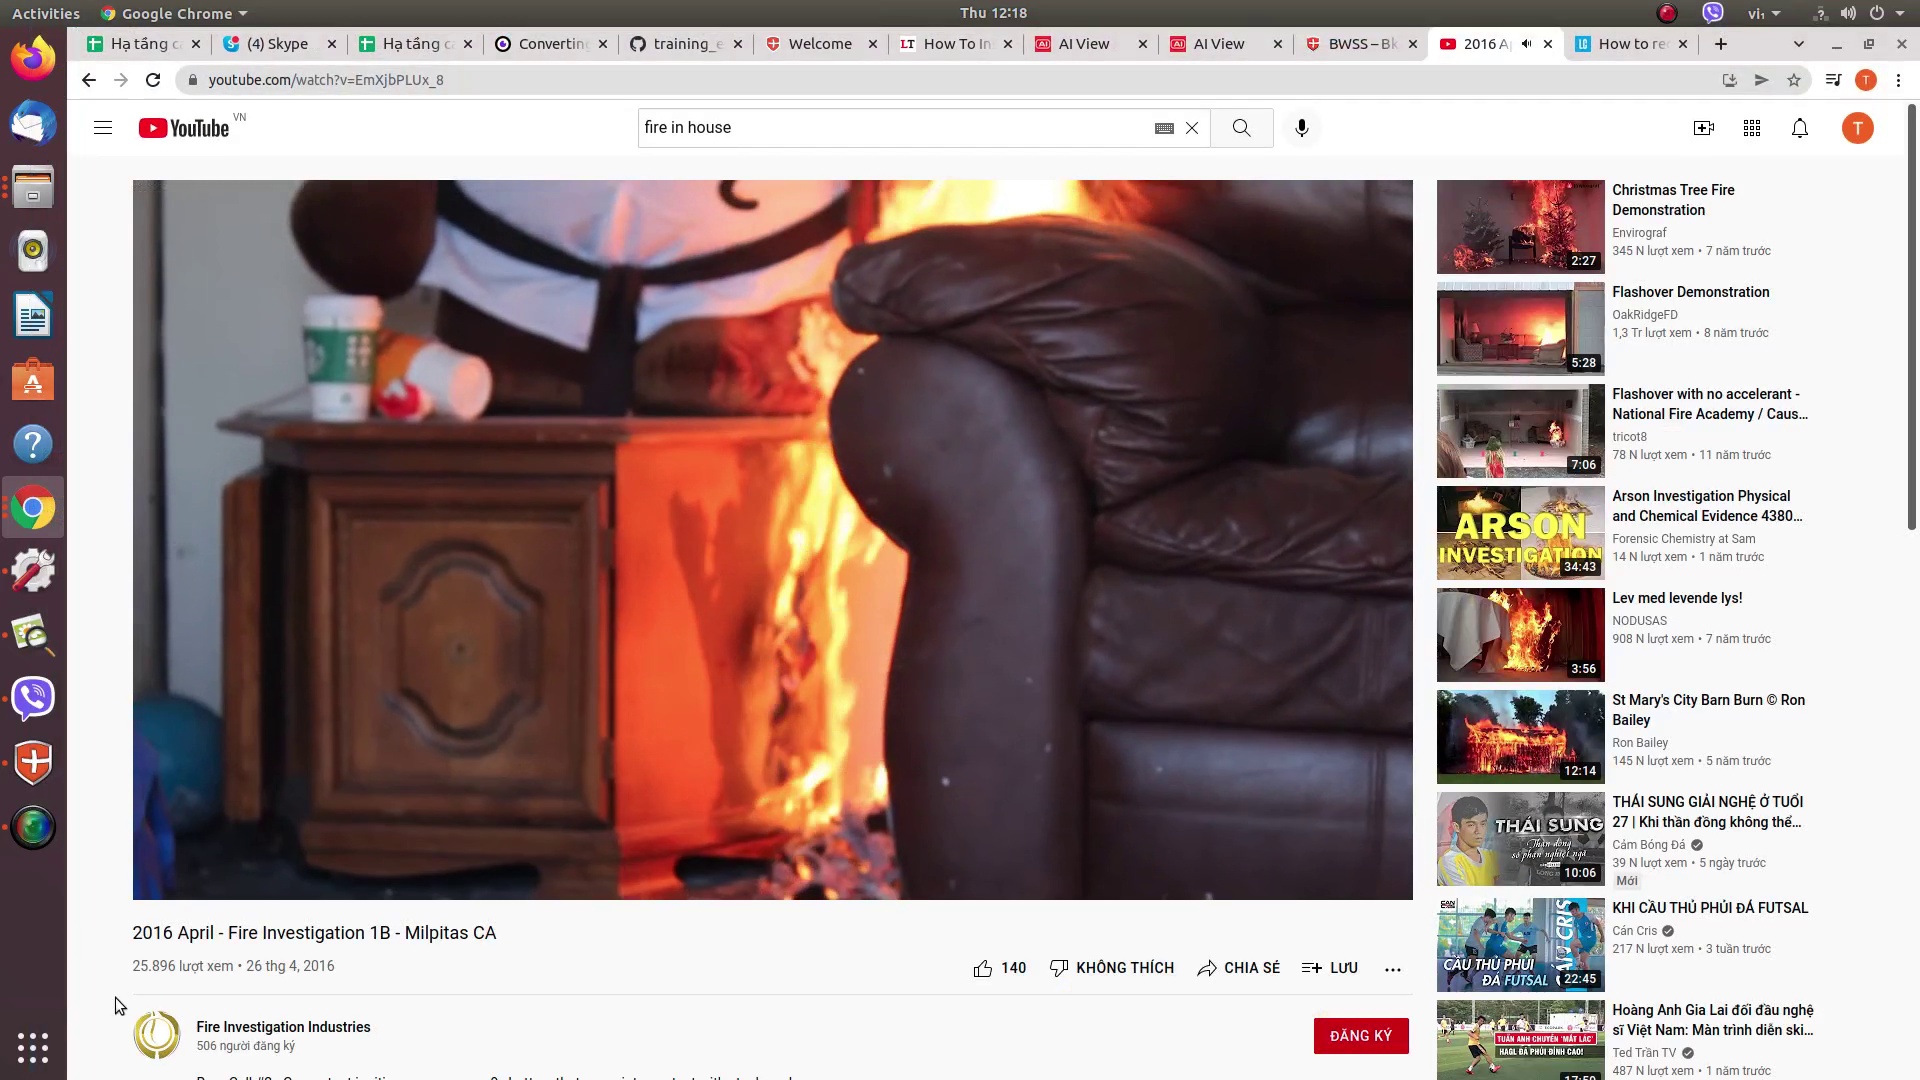 Activities
Google Chrome
Thu 12:18
vi₁
Hạ tầng c
(4) Skype
Hạ tầng c
Converting
training_e
Welcome
How To In
AI View
AI View
BWSS – Bk
2016 A
How to re
youtube.com/watch?v=EmXjbPLUx_8
YouTube VN
fire in house
T
Christmas Tree Fire
Demonstration
Envirograf
345 N lượt xem • 7 năm trước
2:27
Flashover Demonstration
OakRidgeFD
1,3 Tr lượt xem • 8 năm trước
5:28
Flashover with no accelerant -
National Fire Academy / Caus...
tricot8
78 N lượt xem • 11 năm trước
7:06
Arson Investigation Physical
and Chemical Evidence 4380...
Forensic Chemistry at Sam
14 N lượt xem • 1 năm trước
ARSON
INVESTIGATION
34:43
Lev med levende lys!
NODUSAS
908 N lượt xem • 7 năm trước
3:56
St Mary's City Barn Burn © Ron
Bailey
Ron Bailey
145 N lượt xem • 5 năm trước
12:14
THÁI SUNG GIẢI NGHỆ Ở TUỔI
27 | Khi thần đồng không thể...
Cảm Bóng Đá
39 N lượt xem • 5 ngày trước
Mới
THÁI SUNG
Thần đồng
số phận nghiệt ngã
10:06
KHI CẦU THỦ PHỦI ĐÁ FUTSAL
Cán Cris
217 N lượt xem • 3 tuần trước
CẦU THỦ PHỦI
ĐÁ FUTSAL
22:45
Hoàng Anh Gia Lai đối đầu nghệ
sĩ Việt Nam: Màn trình diễn ski...
Ted Trần TV
487 N lượt xem • 1 năm trước
TUẤN ANH CHUYỀN 'MẮT LÁC'
HAGL ĐÁ PHỦI ĐỈNH CAO!
2016 April - Fire Investigation 1B - Milpitas CA
25.896 lượt xem • 26 thg 4, 2016
140
KHÔNG THÍCH
CHIA SẺ
LƯU
Fire Investigation Industries
506 người đăng ký
ĐĂNG KÝ